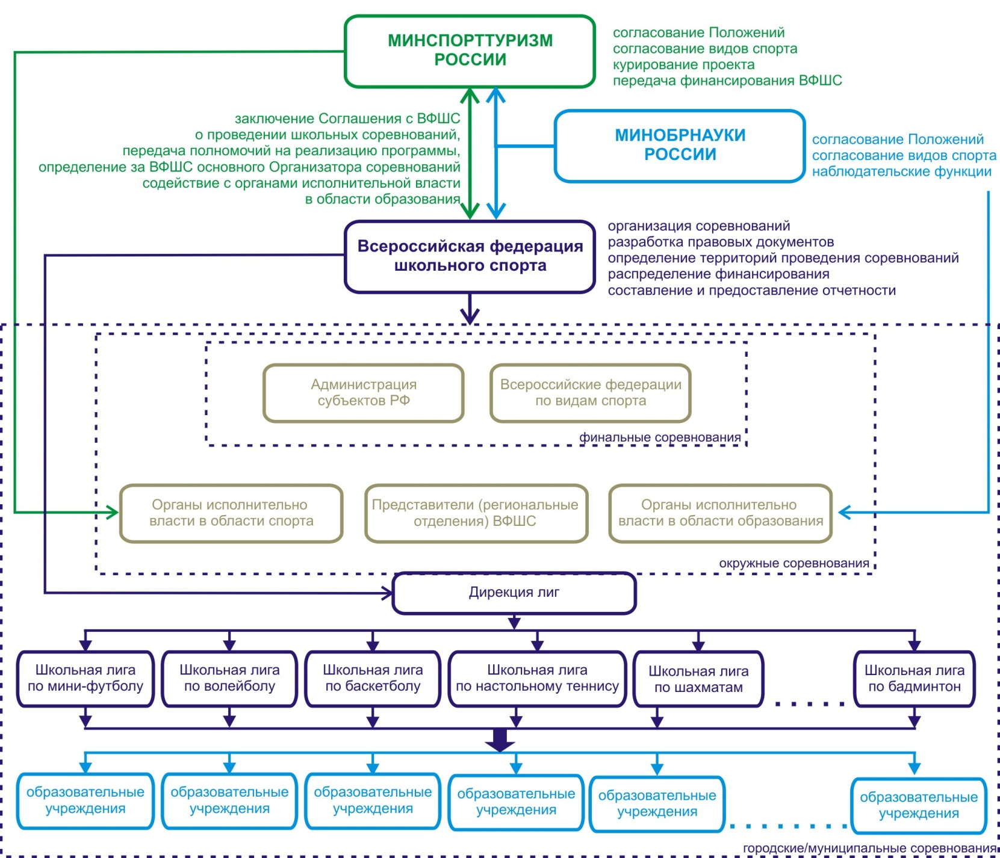 МИНСПОРТТУРИЗМ
РОССИИ
согласование Положений
согласование видов спорта
курирование проекта
передача финансирования ВФШС
заключение Соглашения с ВФШС
о проведении школьных соревнований,
передача полномочий на реализацию программы,
определение за ВФШС основного Организатора соревнований
содействие с органами исполнительной власти
в области образования
МИНОБРНАУКИ
РОССИИ
согласование Положений
согласование видов спорта
наблюдательские функции
Всероссийская федерация
школьного спорта
организация соревнований
разработка правовых документов
определение территорий проведения соревнований
распределение финансирования
составление и предоставление отчетности
Администрация
субъектов РФ
Всероссийские федерации
по видам спорта
финальные соревнования
Органы исполнительно
власти в области спорта
Представители (региональные
отделения) ВФШС
Органы исполнительно
власти в области образования
окружные соревнования
Дирекция лиг
Школьная лига
по мини-футболу
Школьная лига
по волейболу
Школьная лига
по баскетболу
Школьная лига
по настольному теннису
Школьная лига
по шахматам
Школьная лига
по бадминтон
образовательные
учреждения
образовательные
учреждения
образовательные
учреждения
образовательные
учреждения
образовательные
учреждения
образовательные
учреждения
городские/муниципальные соревнования